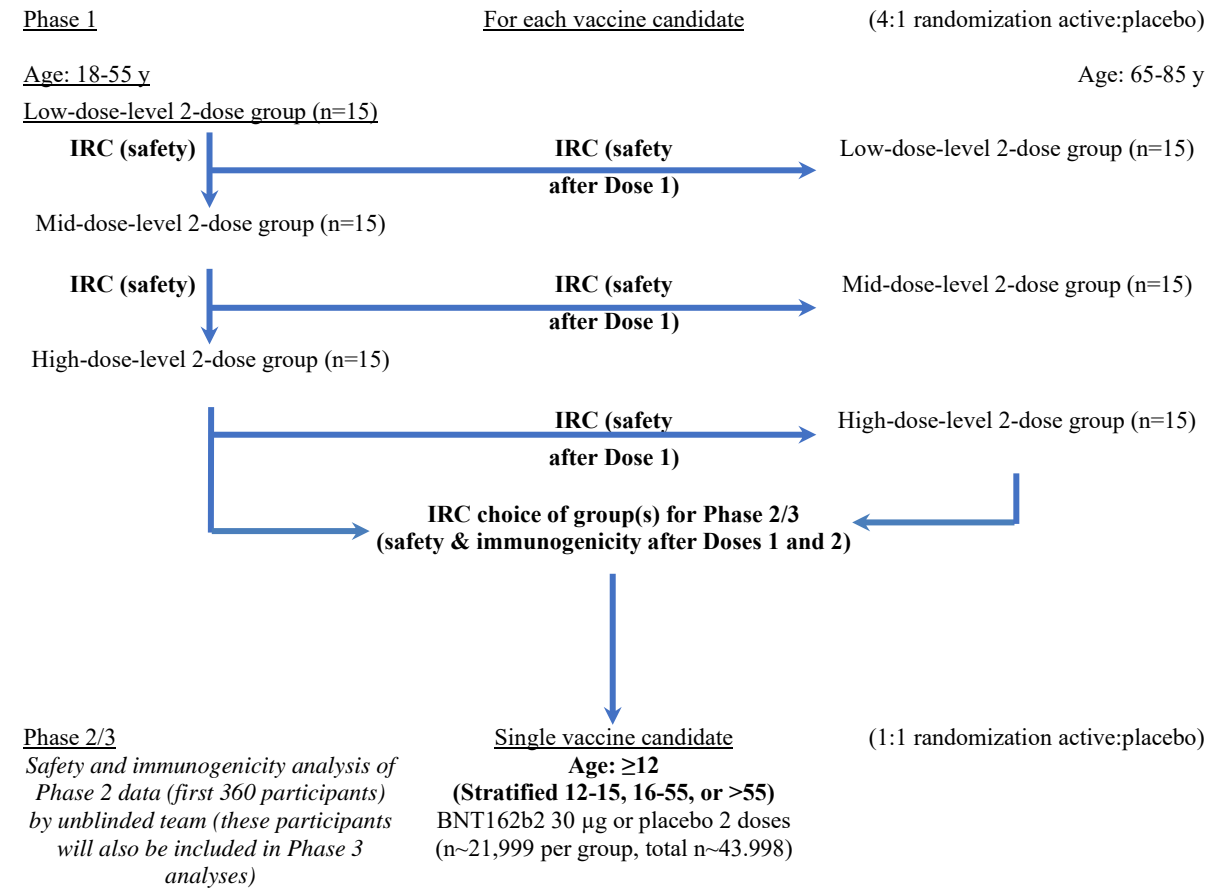 Phase 1 For each vaccine candidate (4:1 randomization active:placebo)
Age: 18-55 y Age: 65-85 y
Low-dose-level 2-dose group (n=15)
IRC (safety) IRC (safety Low-dose-level 2-dose group (n=15)
after Dose 1)
Mid-dose-level 2-dose group (n=15)
IRC (safety) IRC (safety Mid-dose-level 2-dose group (n=15)
after Dose 1)
High-dose-level 2-dose group (n=15)
IRC (safety High-dose-level 2-dose group (n=15)
after Dose 1)
IRC choice of group(s) for Phase 2/3
(safety & immunogenicity after Doses 1 and 2)
Phase 2/3 Single vaccine candidate (1:1 randomization active:placebo)
Safety and immunogenicity analysis of
Phase 2 data (first 360 participants)
by unblinded team (these participants
will also be included in Phase 3
analyses)
Age: ≥12
(Stratified 12-15, 16-55, or >55)
BNT162b2 30 µg or placebo 2 doses
(n~21,999 per group, total n~43.998)